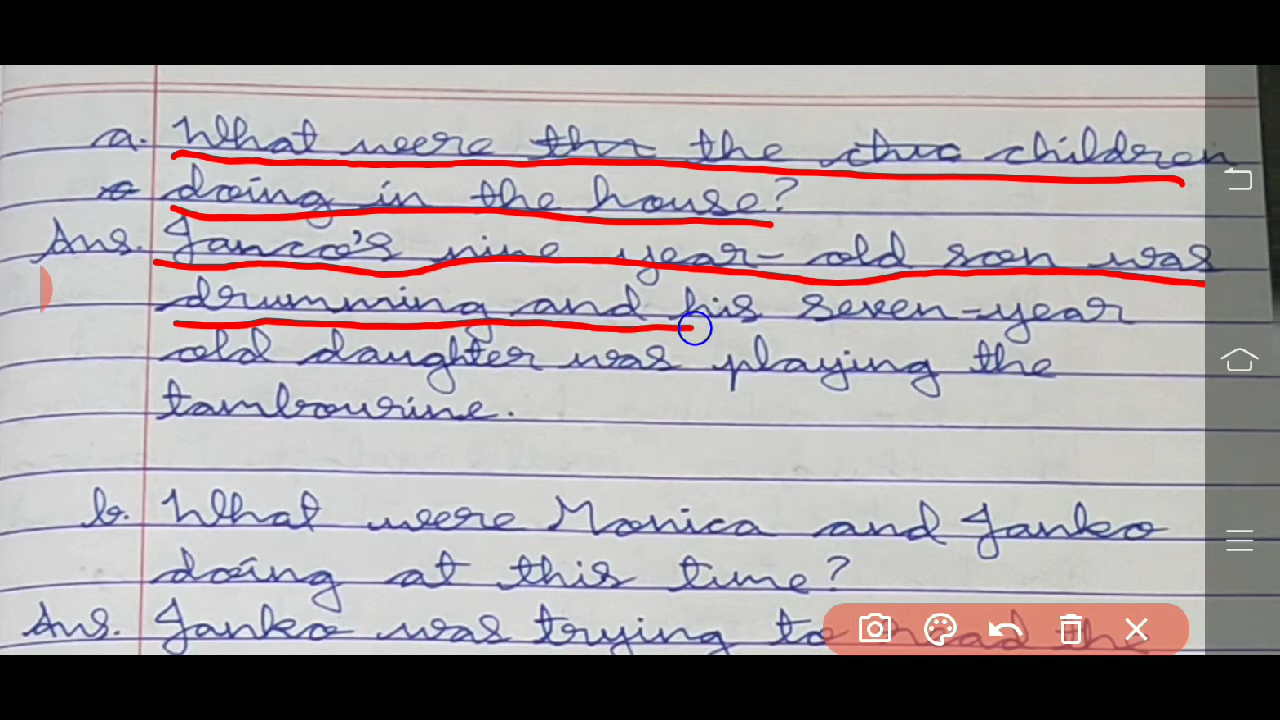 a. What were the the two children
doing in the house?
Ans. Janco's nine year-old son was
drumming and his seven-year
old daughter was playing the
tambourine.
b. What were Monica and Janko
doing at this time?
Ans. Janko was trying to read the